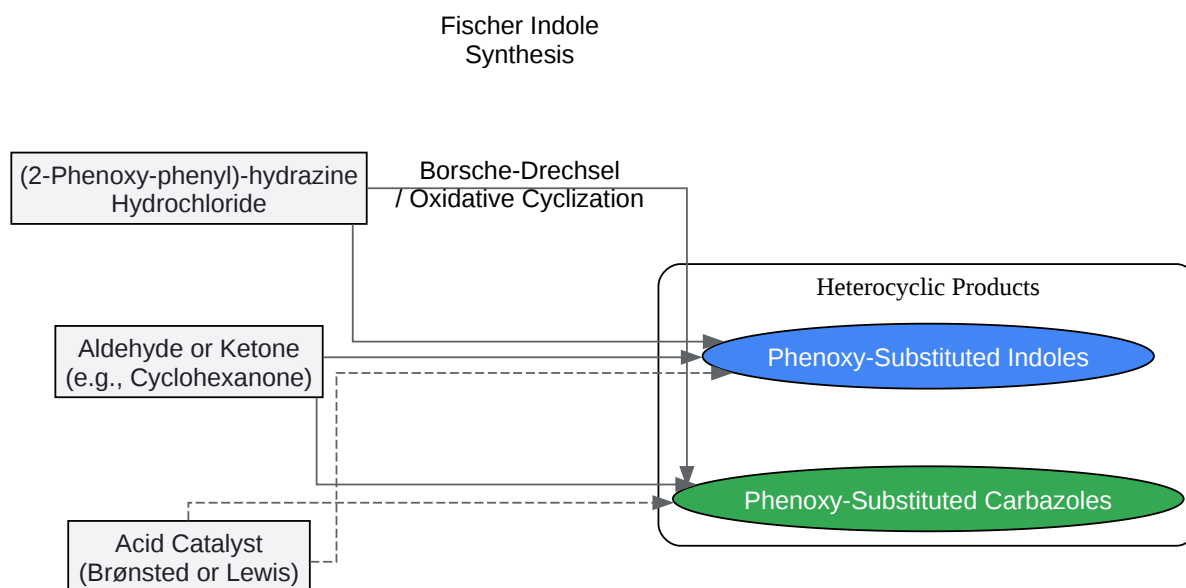 Fischer Indole
Synthesis
(2-Phenoxy-phenyl)-hydrazine
Hydrochloride
Borsche-Drechsel
/ Oxidative Cyclization
Heterocyclic Products
Aldehyde or Ketone
(e.g., Cyclohexanone)
Phenoxy-Substituted Indoles
Phenoxy-Substituted Carbazoles
Acid Catalyst
(Brønsted or Lewis)